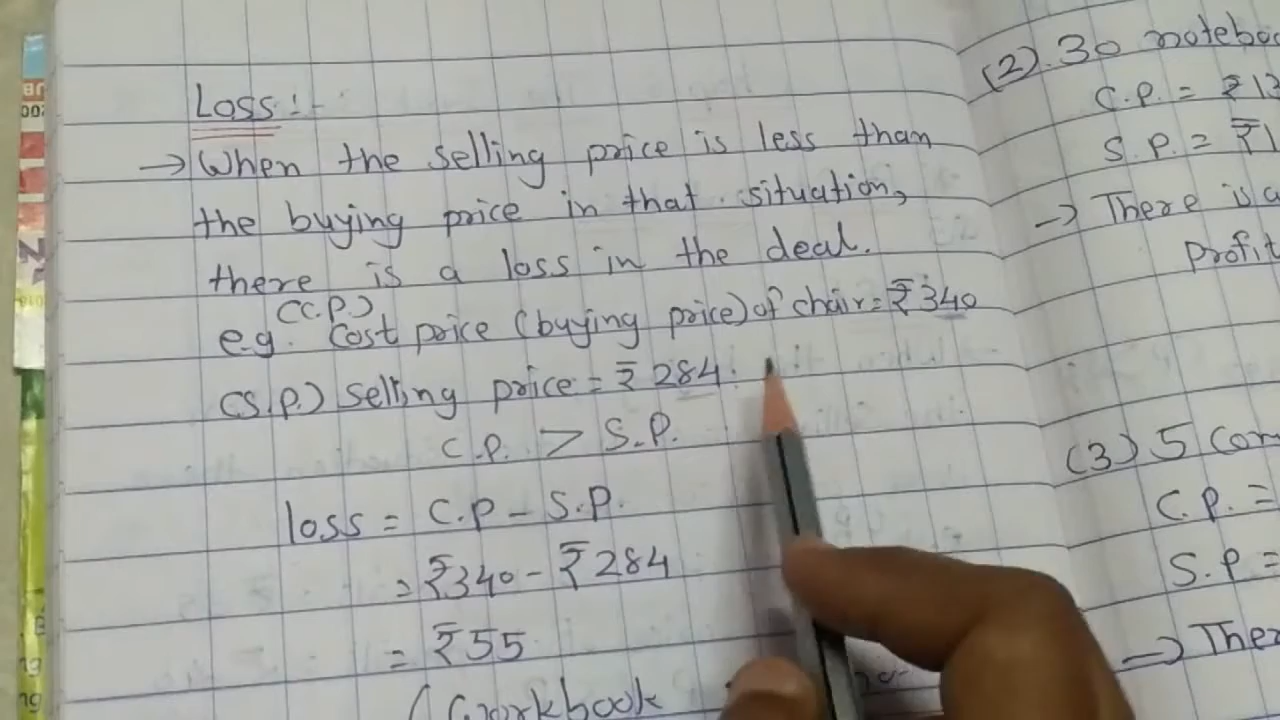 Loss :-
→ When the selling price is less than
the buying price in that situation,
there is a loss in the deal.
(C.P.)
e.g. Cost price (buying price) of chair = ₹340
(S.P.) Selling price = ₹284.
C.P. > S.P.
loss = C.P - S.P.
= ₹340 - ₹284
= ₹55
(Workbook
(2). 30
C.P. = ₹
S.P. = ₹1
→ There is a
Profit
(3) 5
C.P. =
S.P =
→